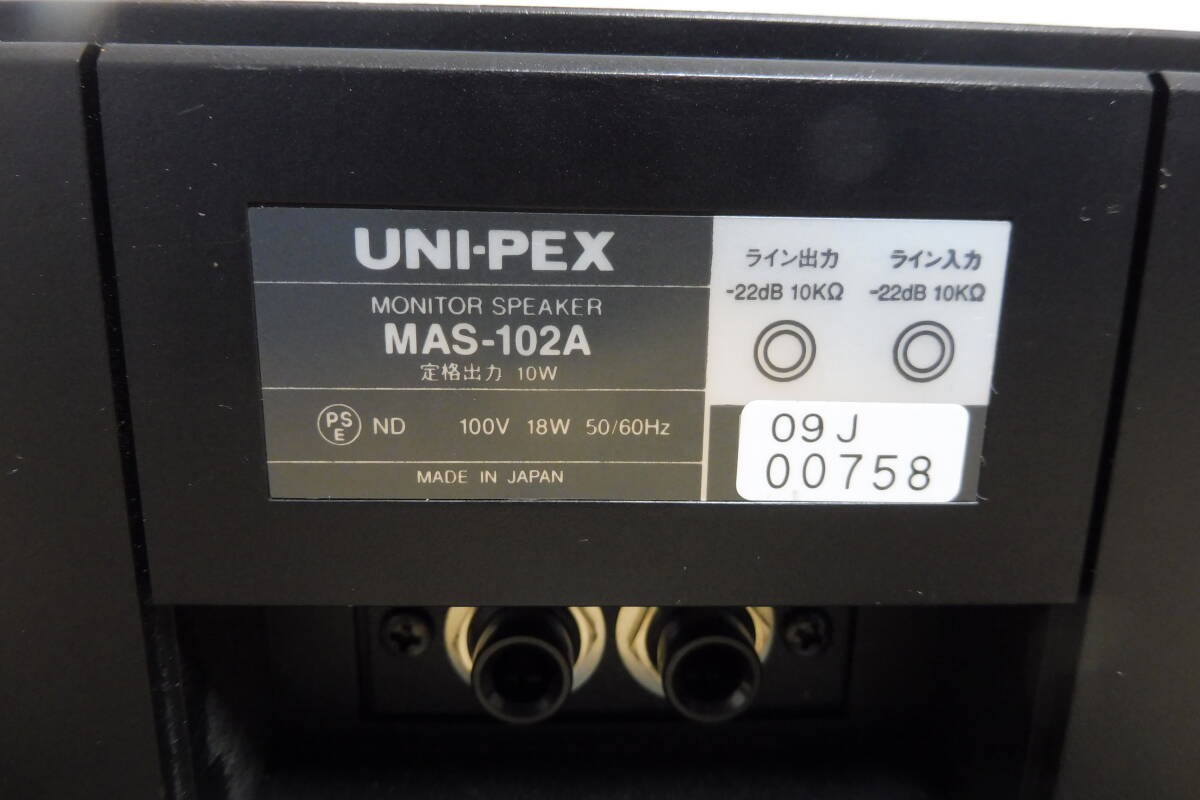 UNI-PEX
MONITOR SPEAKER
MAS-102A
定格出力 10W
PSE ND 100V 18W 50/60Hz
MADE IN JAPAN
ライン出力
-22dB 10KΩ
ライン入力
-22dB 10KΩ
09J
00758